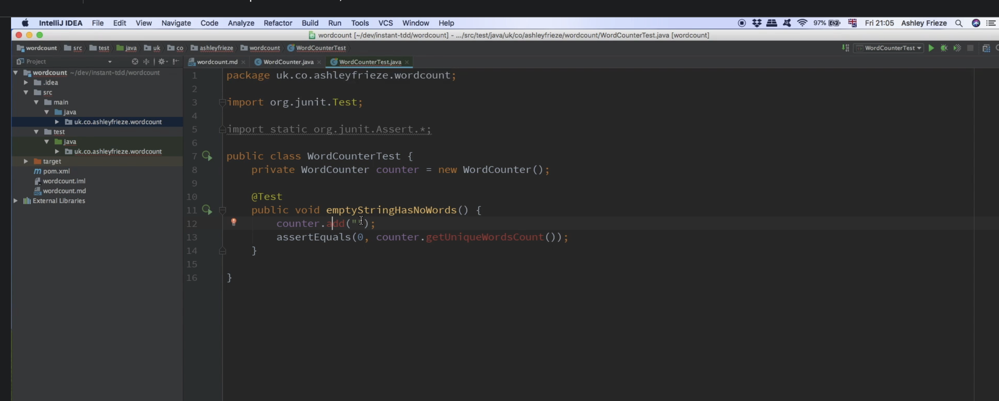 IntelliJ IDEA File Edit View Navigate Code Analyze Refactor Build Run Tools VCS Window Help 97% Fri 21:05 Ashley Frieze
wordcount [~/dev/instant-tdd/wordcount] - .../src/test/java/uk/co/ashleyfrieze/wordcount/WordCounterTest.java [wordcount]
wordcount src test java uk co ashleyfrieze wordcount WordCounterTest WordCounterTest
Project wordcount.md WordCounter.java WordCounterTest.java
wordcount ~/dev/instant-tdd/wordcount
.idea
src
main
java
uk.co.ashleyfrieze.wordcount
test
java
uk.co.ashleyfrieze.wordcount
target
pom.xml
wordcount.iml
wordcount.md
External Libraries
1 package uk.co.ashleyfrieze.wordcount;
2
3 import org.junit.Test;
4
5 import static org.junit.Assert.*;
6
7 public class WordCounterTest {
8 private WordCounter counter = new WordCounter();
9
10 @Test
11 public void emptyStringHasNoWords() {
12 counter.add("");
13 assertEquals(0, counter.getUniqueWordsCount());
14 }
15
16 }